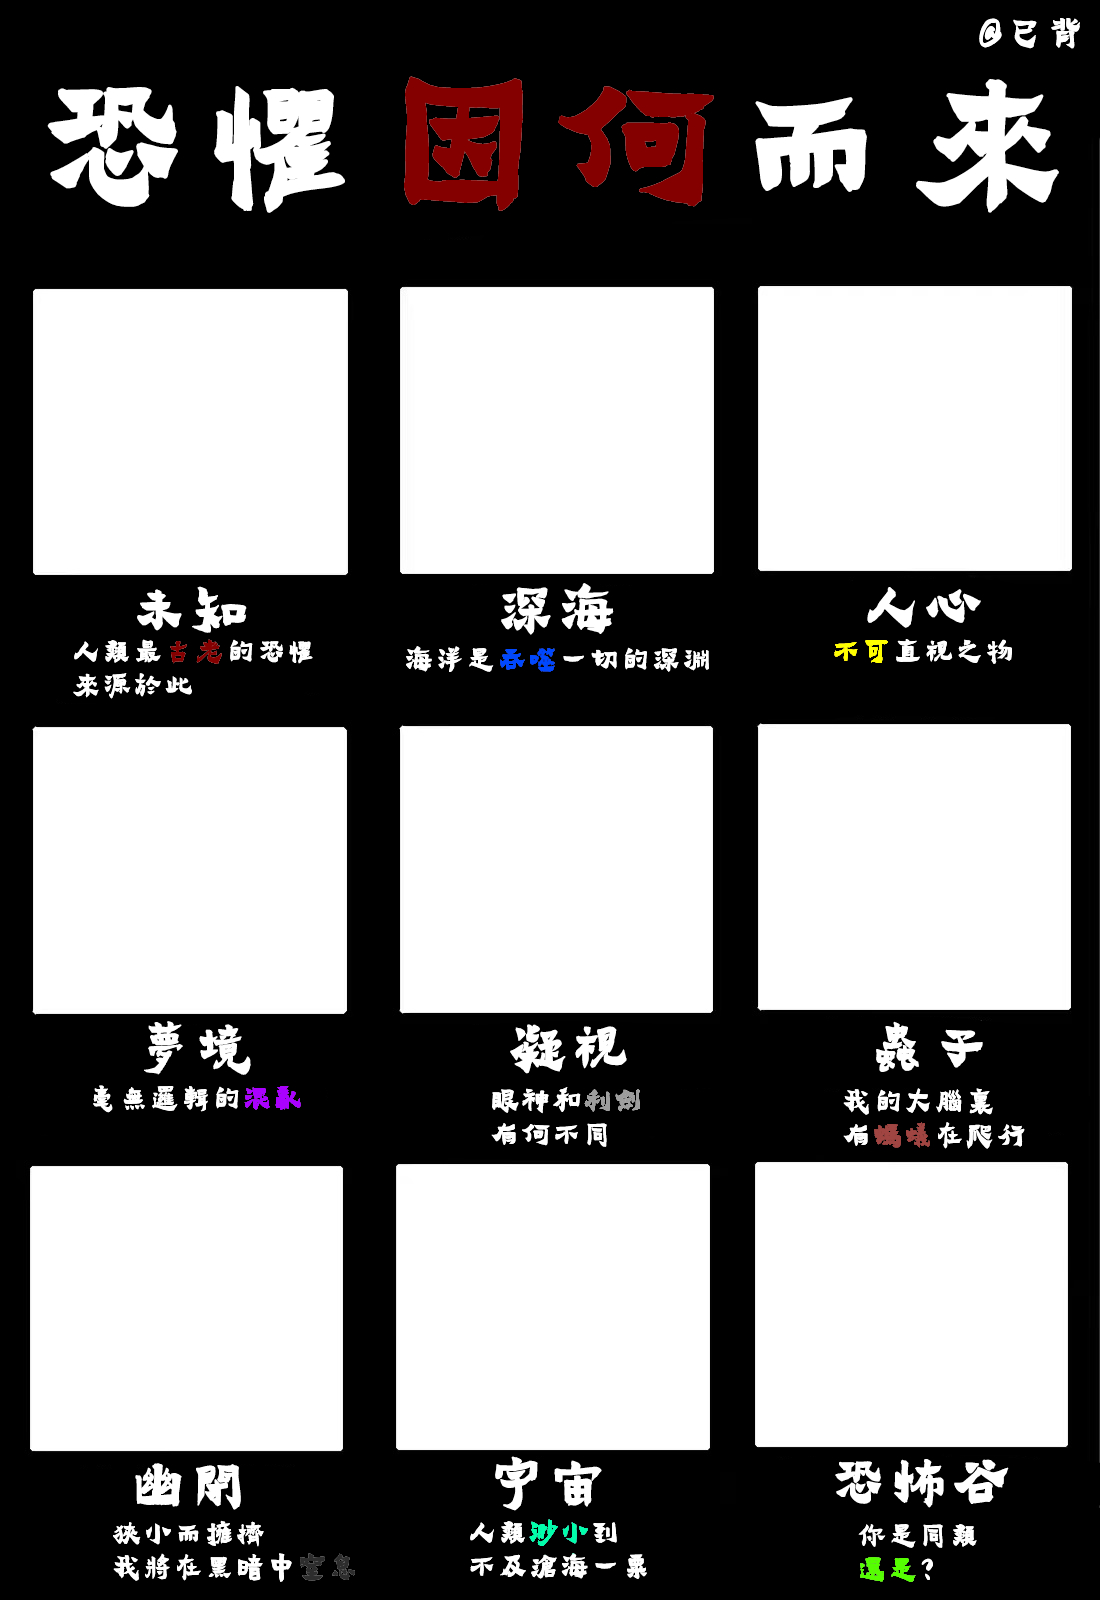 @已背
恐懼因何而來
未知
人類最古老的恐懼
來源於此
深海
海洋是吞噬一切的深淵
人心
不可直視之物
夢境
毫無邏輯的混亂
凝視
眼神和利劍
有何不同
蟲子
我的大腦裏
有螞蟻在爬行
幽閉
狹小而擁擠
我將在黑暗中窒息
宇宙
人類渺小到
不及滄海一粟
恐怖谷
你是同類
還是?